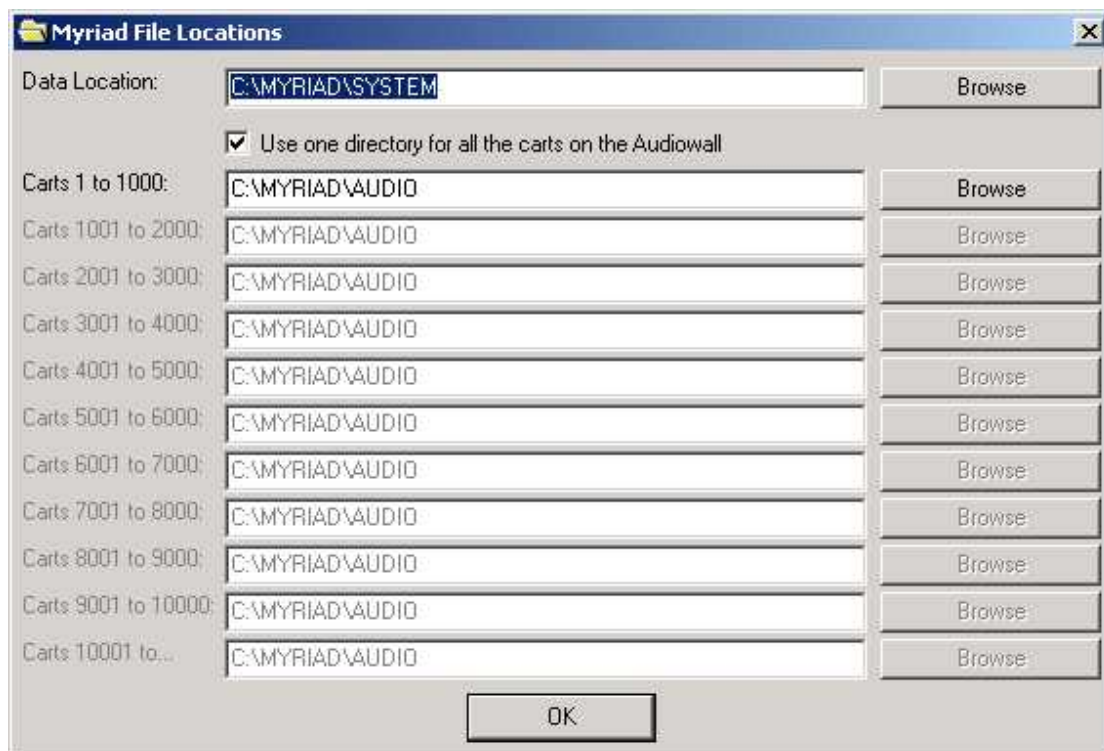 Myriad File Locations
Data Location: C:\MYRIAD\SYSTEM Browse
Use one directory for all the carts on the Audiowall
Carts 1 to 1000: C:\MYRIAD\AUDIO Browse
Carts 1001 to 2000: C:\MYRIAD\AUDIO Browse
Carts 2001 to 3000: C:\MYRIAD\AUDIO Browse
Carts 3001 to 4000: C:\MYRIAD\AUDIO Browse
Carts 4001 to 5000: C:\MYRIAD\AUDIO Browse
Carts 5001 to 6000: C:\MYRIAD\AUDIO Browse
Carts 6001 to 7000: C:\MYRIAD\AUDIO Browse
Carts 7001 to 8000: C:\MYRIAD\AUDIO Browse
Carts 8001 to 9000: C:\MYRIAD\AUDIO Browse
Carts 9001 to 10000: C:\MYRIAD\AUDIO Browse
Carts 10001 to... C:\MYRIAD\AUDIO Browse
OK